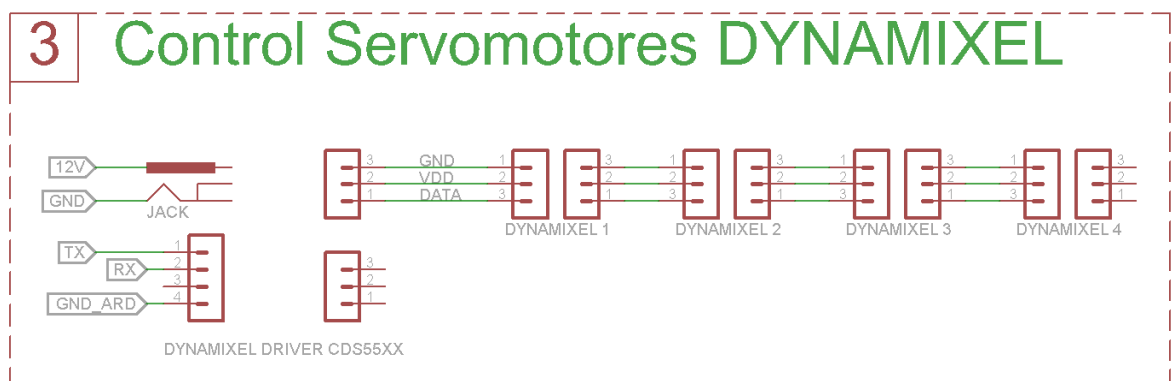 3 Control Servomotores DYNAMIXEL
12V
GND
JACK
3 GND 1 3 1 3 1 3 1 3
2 VDD 2 2 2 2 2 2 2 2
1 DATA 3 1 3 1 3 1 3 1
DYNAMIXEL 1 DYNAMIXEL 2 DYNAMIXEL 3 DYNAMIXEL 4
TX 1
RX 2
3
GND_ARD 4
3
2
1
DYNAMIXEL DRIVER CDS55XX